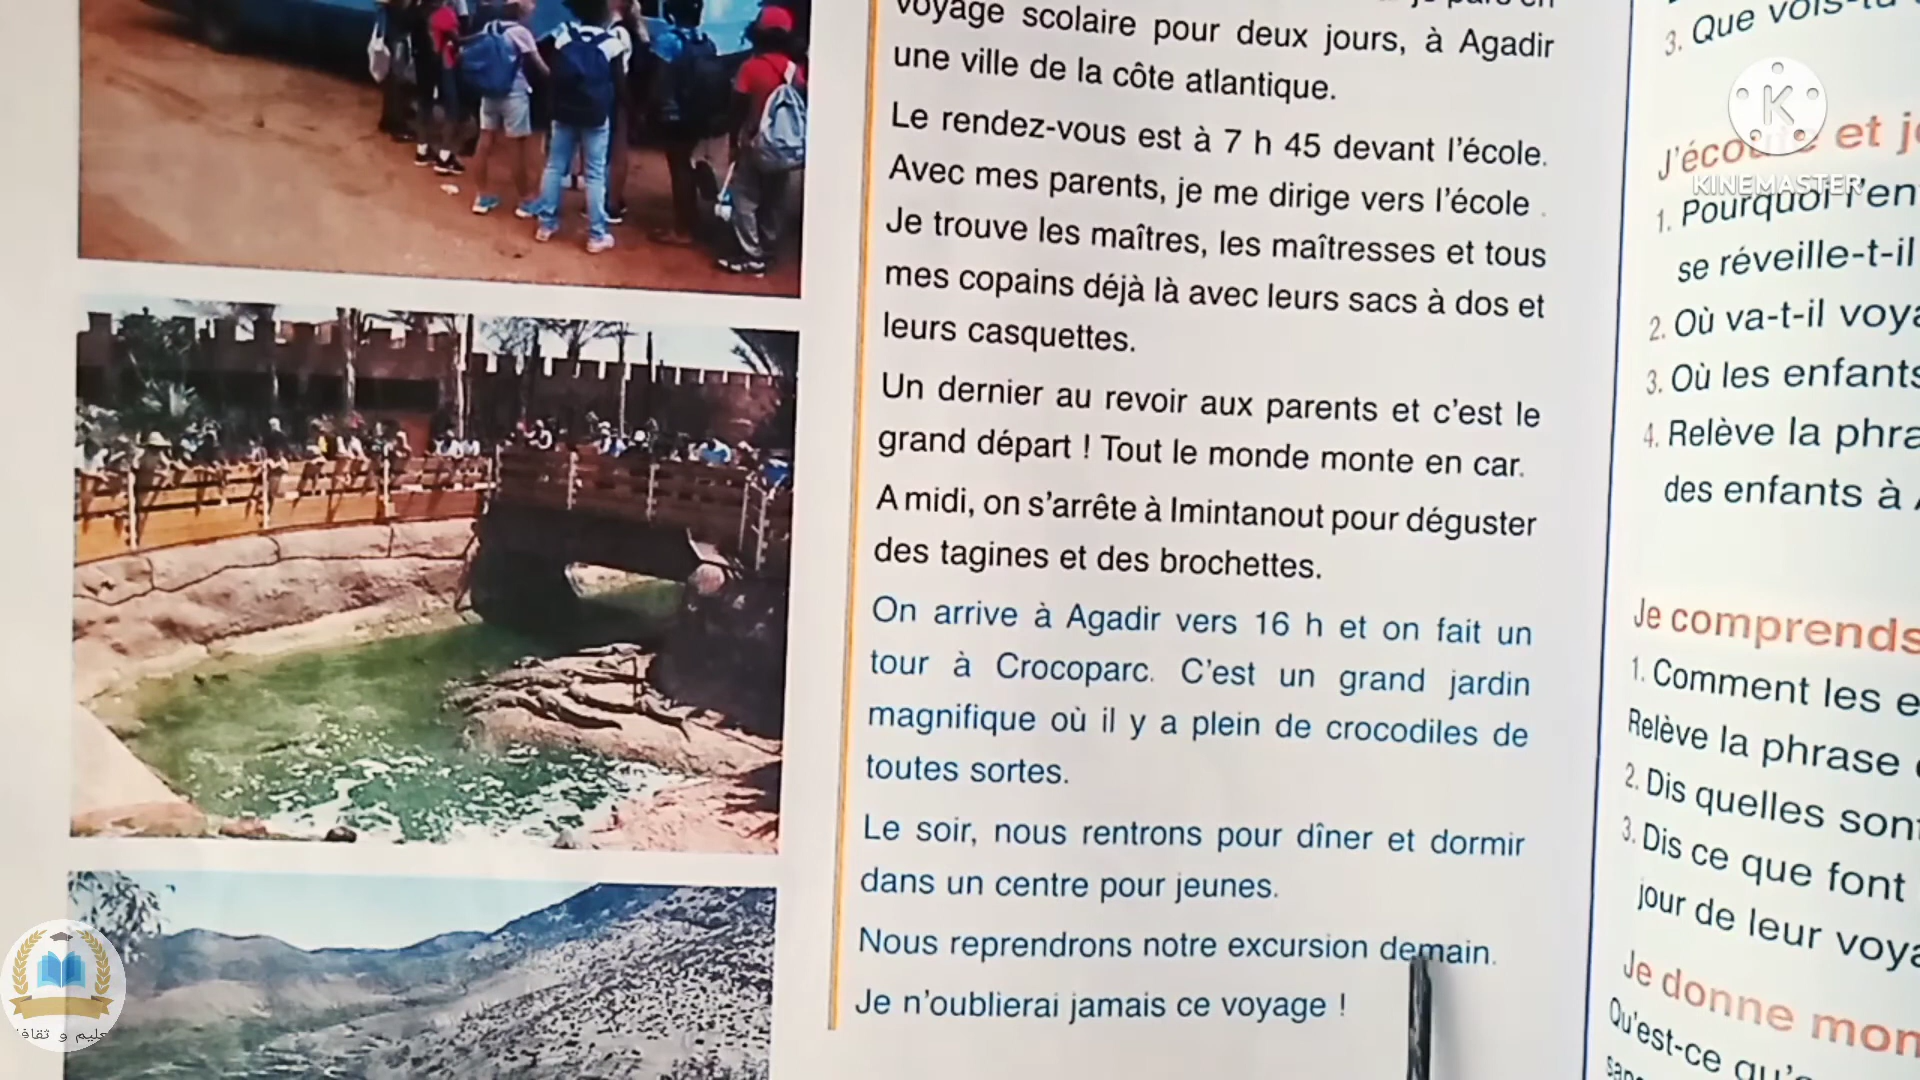 voyage scolaire pour deux jours, à Agadir
une ville de la côte atlantique.
Le rendez-vous est à 7 h 45 devant l'école.
Avec mes parents, je me dirige vers l'école .
Je trouve les maîtres, les maîtresses et tous
mes copains déjà là avec leurs sacs à dos et
leurs casquettes.
Un dernier au revoir aux parents et c'est le
grand départ ! Tout le monde monte en car.
A midi, on s'arrête à Imintanout pour déguster
des tagines et des brochettes.
On arrive à Agadir vers 16 h et on fait un
tour à Crocoparc. C'est un grand jardin
magnifique où il y a plein de crocodiles de
toutes sortes.
Le soir, nous rentrons pour dîner et dormir
dans un centre pour jeunes.
Nous reprendrons notre excursion demain.
Je n'oublierai jamais ce voyage !
3. Que vois-tu
J'écoute et
1. Pourquoi l'en
se réveille-t-il
2. Où va-t-il voya
3. Où les enfants
4. Relève la phra
des enfants à
Je comprends
1. Comment les e
Relève la phrase
2. Dis quelles sont
3. Dis ce que font
jour de leur voya
Je donne mon
Qu'est-ce qu'
K
KINEMASTER
و ثقافة